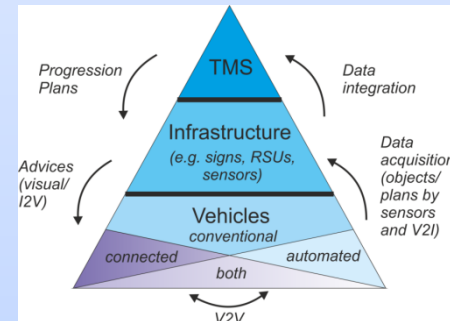 TMS
Progression
Plans
Data
integration
Infrastructure
(e.g. signs, RSUs,
sensors)
Advices
(visual/
I2V)
Data
acquisition
(objects/
plans by
sensors
and V2I)
Vehicles
conventional
connected
automated
both
V2V